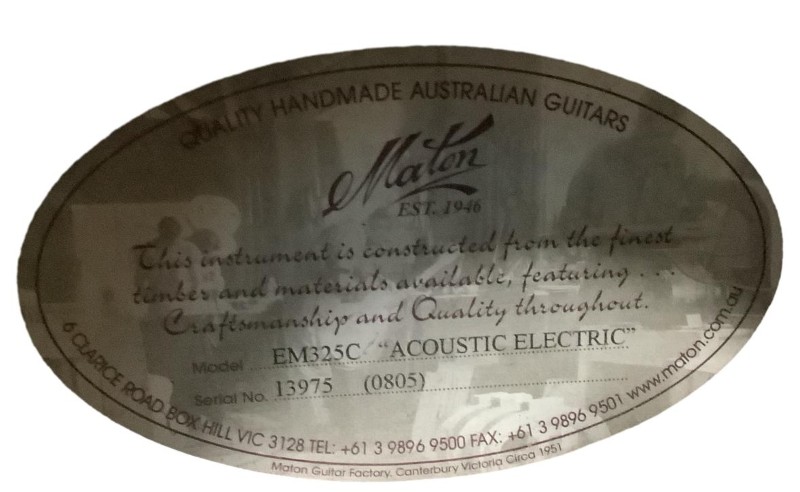 QUALITY HANDMADE AUSTRALIAN GUITARS
Maton
EST. 1946
This instrument is constructed from the finest
timber and materials available, featuring . . .
Craftsmanship and Quality throughout.
Model EM325C "ACOUSTIC ELECTRIC"
Serial No. 13975 (0805)
6 CLARICE ROAD BOX HILL VIC 3128 TEL: +61 3 9896 9500 FAX: +61 3 9896 9501 www.maton.com.au
Maton Guitar Factory, Canterbury Victoria Circa 1951